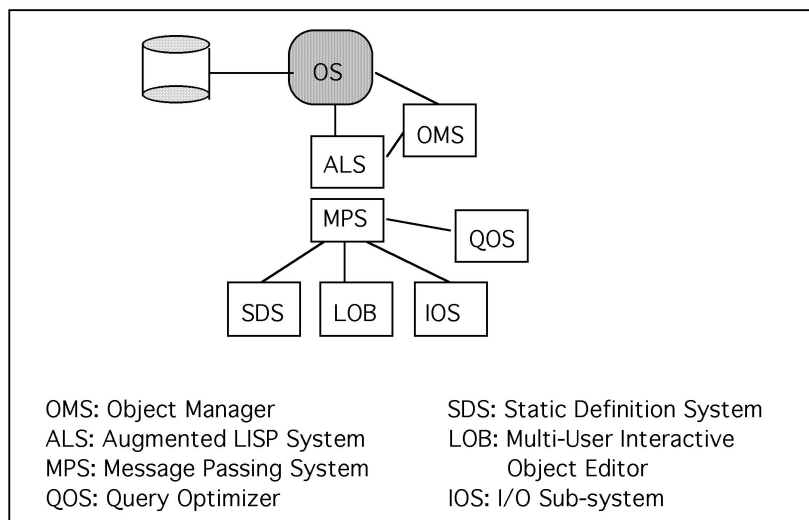 OS
OMS
ALS
MPS
QOS
SDS
LOB
IOS
OMS: Object Manager
ALS: Augmented LISP System
MPS: Message Passing System
QOS: Query Optimizer
SDS: Static Definition System
LOB: Multi-User Interactive
Object Editor
IOS: I/O Sub-system